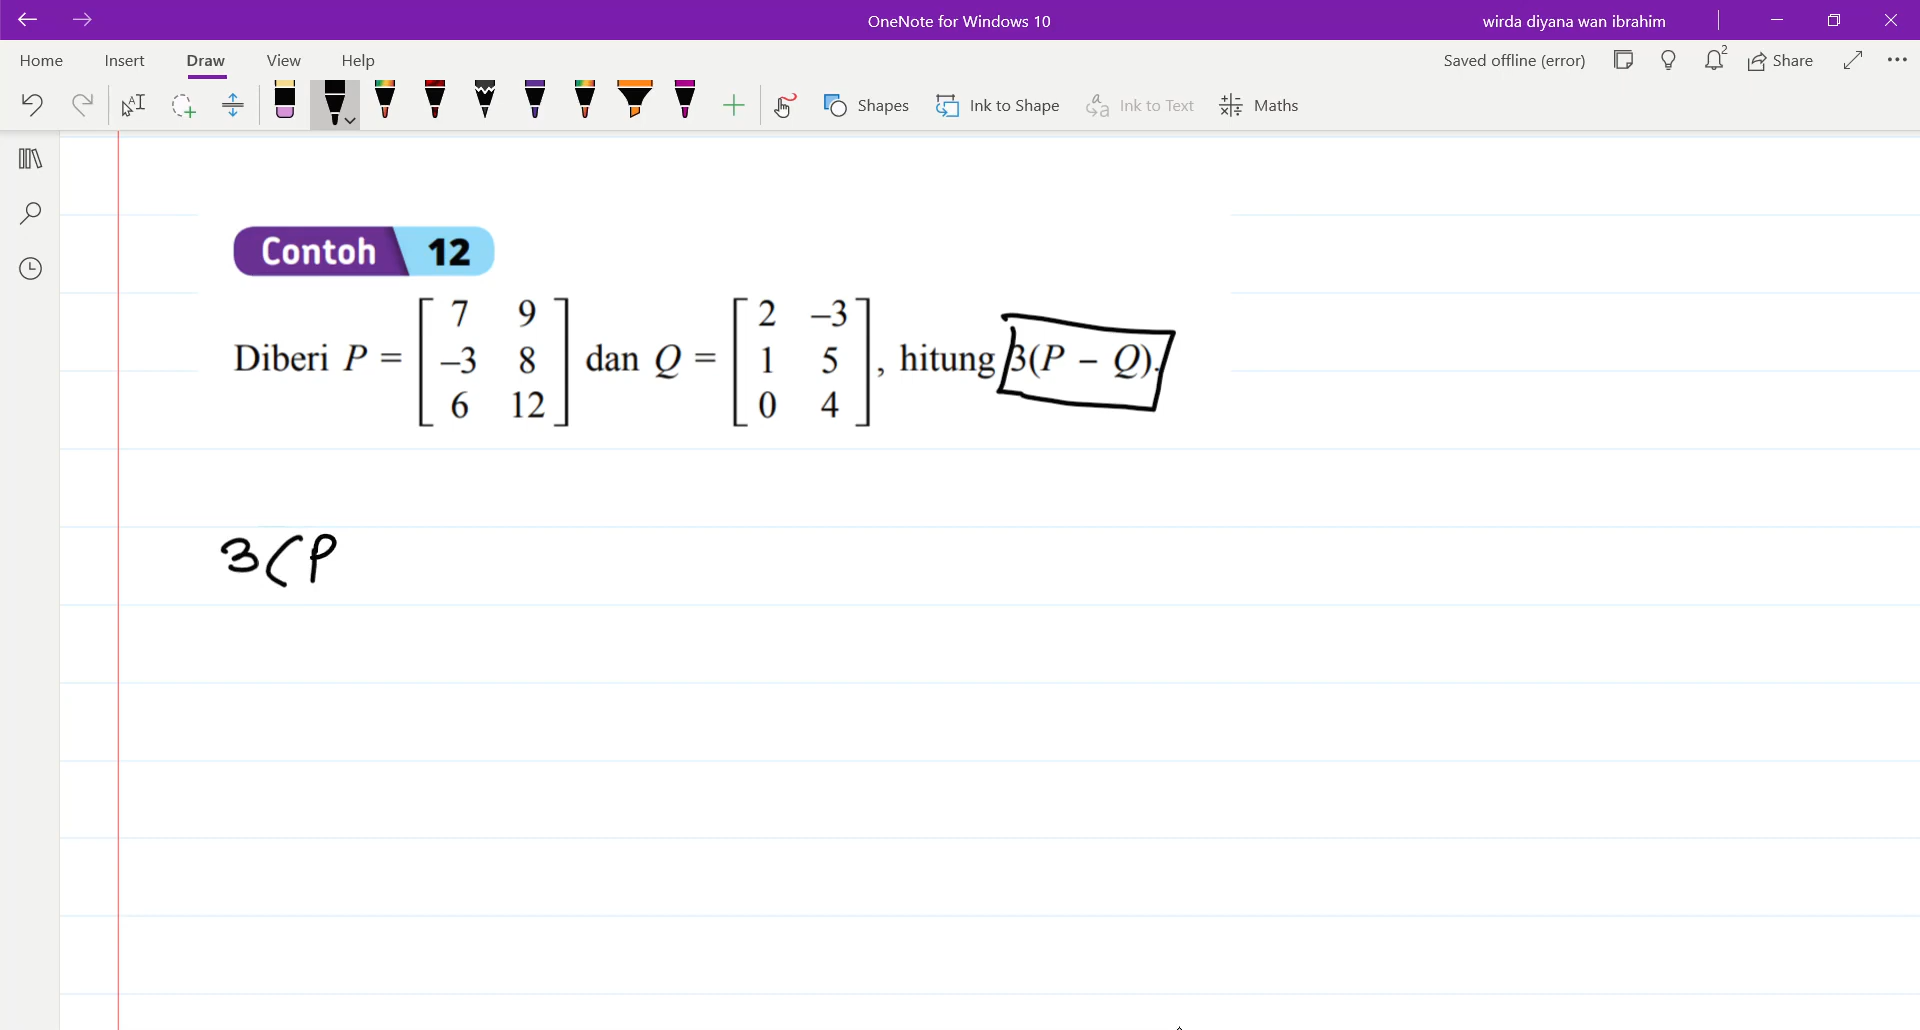 OneNote for Windows 10
wirda diyana wan ibrahim
Home Insert Draw View Help
Saved offline (error)
2
Share
Shapes Ink to Shape Ink to Text Maths
Contoh 12
Diberi P = [7 9; –3 8; 6 12] dan Q = [2 –3; 1 5; 0 4], hitung 3(P – Q).
3(P